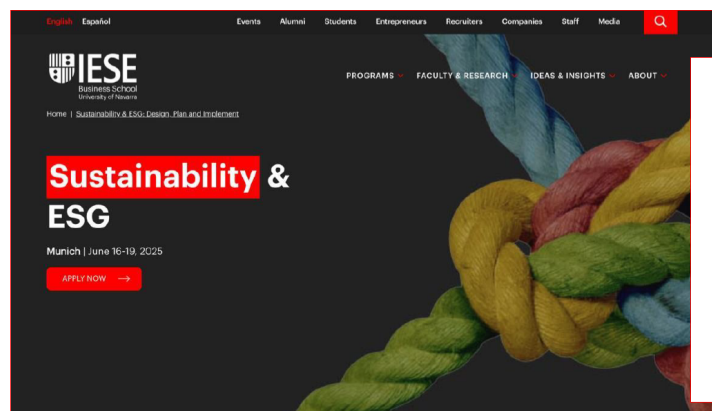 English Español Events Alumni Students Entrepreneurs Recruiters Companies Staff Media
IESE
Business School
University of Navarra
PROGRAMS FACULTY & RESEARCH IDEAS & INSIGHTS ABOUT
Home | Sustainability & ESG: Design, Plan and Implement
Sustainability &
ESG
Munich | June 16-19, 2025
APPLY NOW →